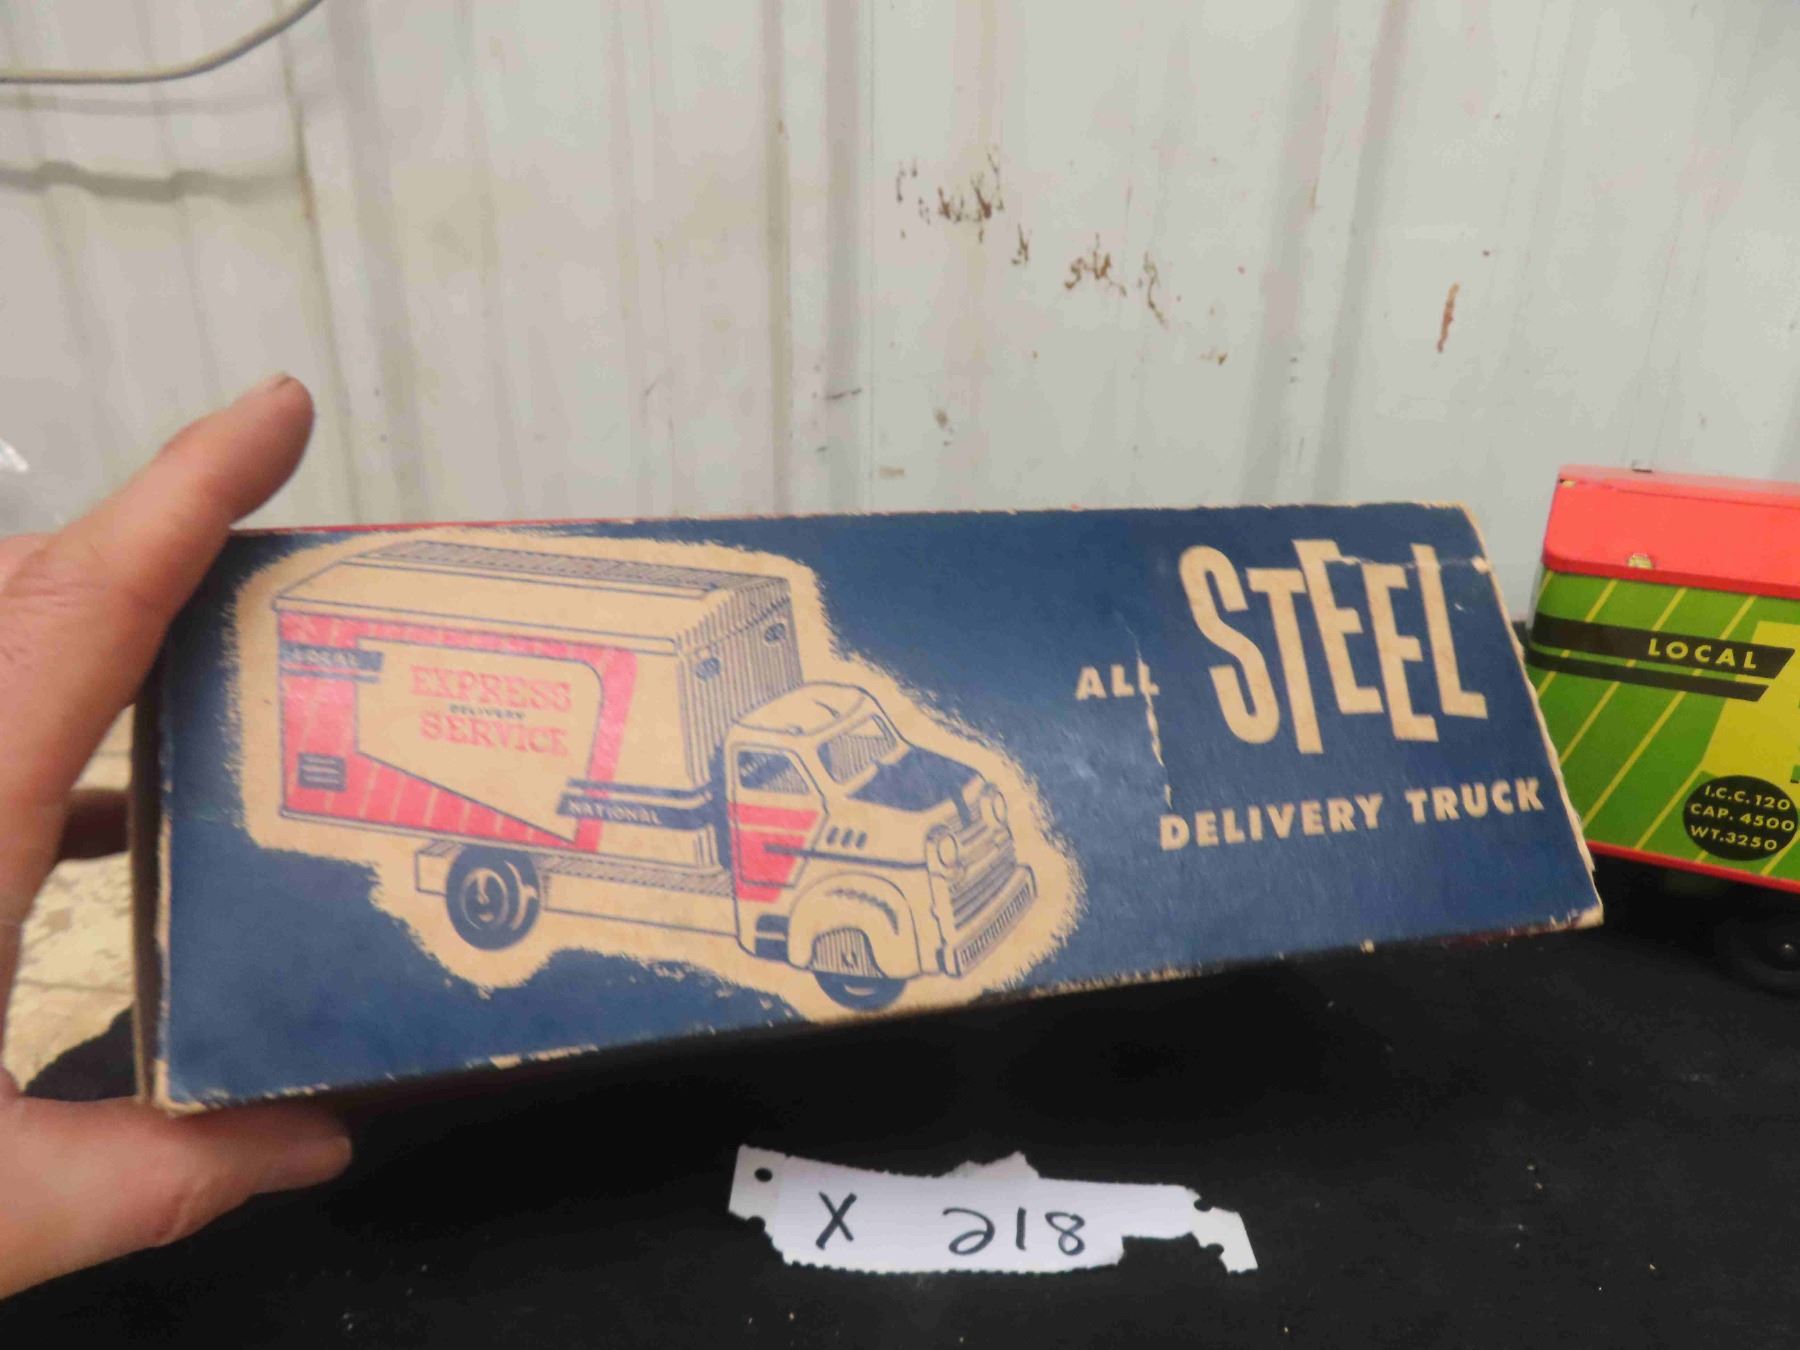 LOCAL
EXPRESS
DELIVERY
SERVICE
NATIONAL
ALL STEEL
DELIVERY TRUCK
LOCAL
I.C.C. 120
CAP. 4500
WT. 3250
X 218